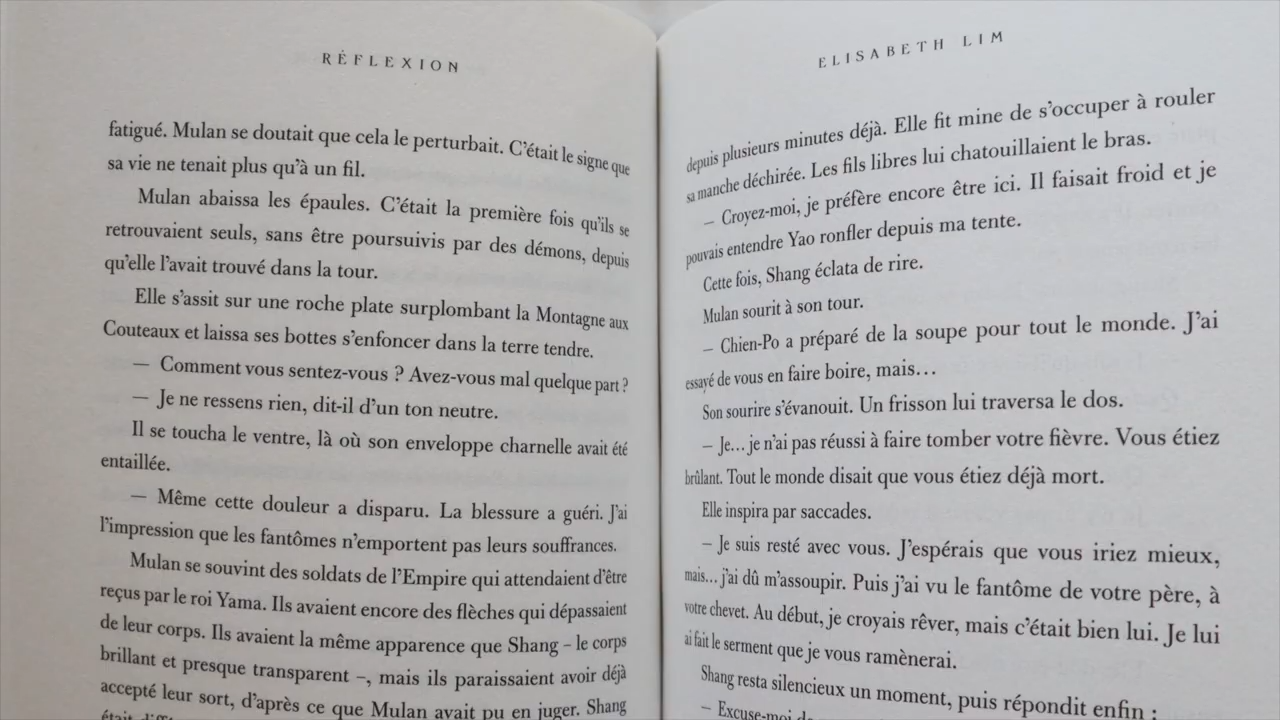 RÉFLEXION
fatigué. Mulan se doutait que cela le perturbait. C'était le signe que
sa vie ne tenait plus qu'à un fil.
Mulan abaissa les épaules. C'était la première fois qu'ils se
retrouvaient seuls, sans être poursuivis par des démons, depuis
qu'elle l'avait trouvé dans la tour.
Elle s'assit sur une roche plate surplombant la Montagne aux
Couteaux et laissa ses bottes s'enfoncer dans la terre tendre.
— Comment vous sentez-vous ? Avez-vous mal quelque part ?
— Je ne ressens rien, dit-il d'un ton neutre.
Il se toucha le ventre, là où son enveloppe charnelle avait été
entaillée.
— Même cette douleur a disparu. La blessure a guéri. J'ai
l'impression que les fantômes n'emportent pas leurs souffrances.
Mulan se souvint des soldats de l'Empire qui attendaient d'être
reçus par le roi Yama. Ils avaient encore des flèches qui dépassaient
de leur corps. Ils avaient la même apparence que Shang – le corps
brillant et presque transparent –, mais ils paraissaient avoir déjà
accepté leur sort, d'après ce que Mulan avait pu en juger. Shang
ELISABETH LIM
depuis plusieurs minutes déjà. Elle fit mine de s'occuper à rouler
sa manche déchirée. Les fils libres lui chatouillaient le bras.
– Croyez-moi, je préfère encore être ici. Il faisait froid et je
pouvais entendre Yao ronfler depuis ma tente.
Cette fois, Shang éclata de rire.
Mulan sourit à son tour.
– Chien-Po a préparé de la soupe pour tout le monde. J'ai
essayé de vous en faire boire, mais…
Son sourire s'évanouit. Un frisson lui traversa le dos.
– Je… je n'ai pas réussi à faire tomber votre fièvre. Vous étiez
brûlant. Tout le monde disait que vous étiez déjà mort.
Elle inspira par saccades.
– Je suis resté avec vous. J'espérais que vous iriez mieux,
mais… j'ai dû m'assoupir. Puis j'ai vu le fantôme de votre père, à
votre chevet. Au début, je croyais rêver, mais c'était bien lui. Je lui
ai fait le serment que je vous ramènerai.
Shang resta silencieux un moment, puis répondit enfin :
– Excuse-moi